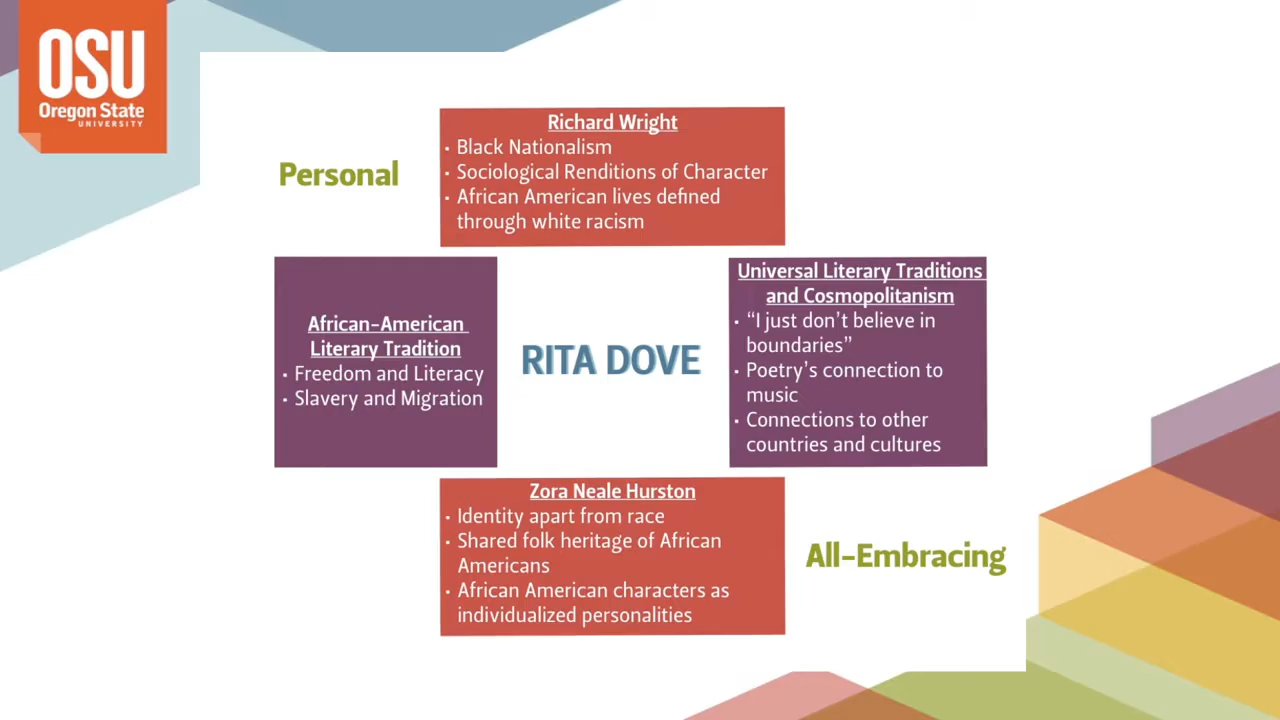 OSU
Oregon State
UNIVERSITY
Personal
Richard Wright
• Black Nationalism
• Sociological Renditions of Character
• African American lives defined
through white racism
African-American
Literary Tradition
• Freedom and Literacy
• Slavery and Migration
RITA DOVE
Universal Literary Traditions
and Cosmopolitanism
• “I just don’t believe in
boundaries”
• Poetry’s connection to
music
• Connections to other
countries and cultures
Zora Neale Hurston
• Identity apart from race
• Shared folk heritage of African
Americans
• African American characters as
individualized personalities
All-Embracing